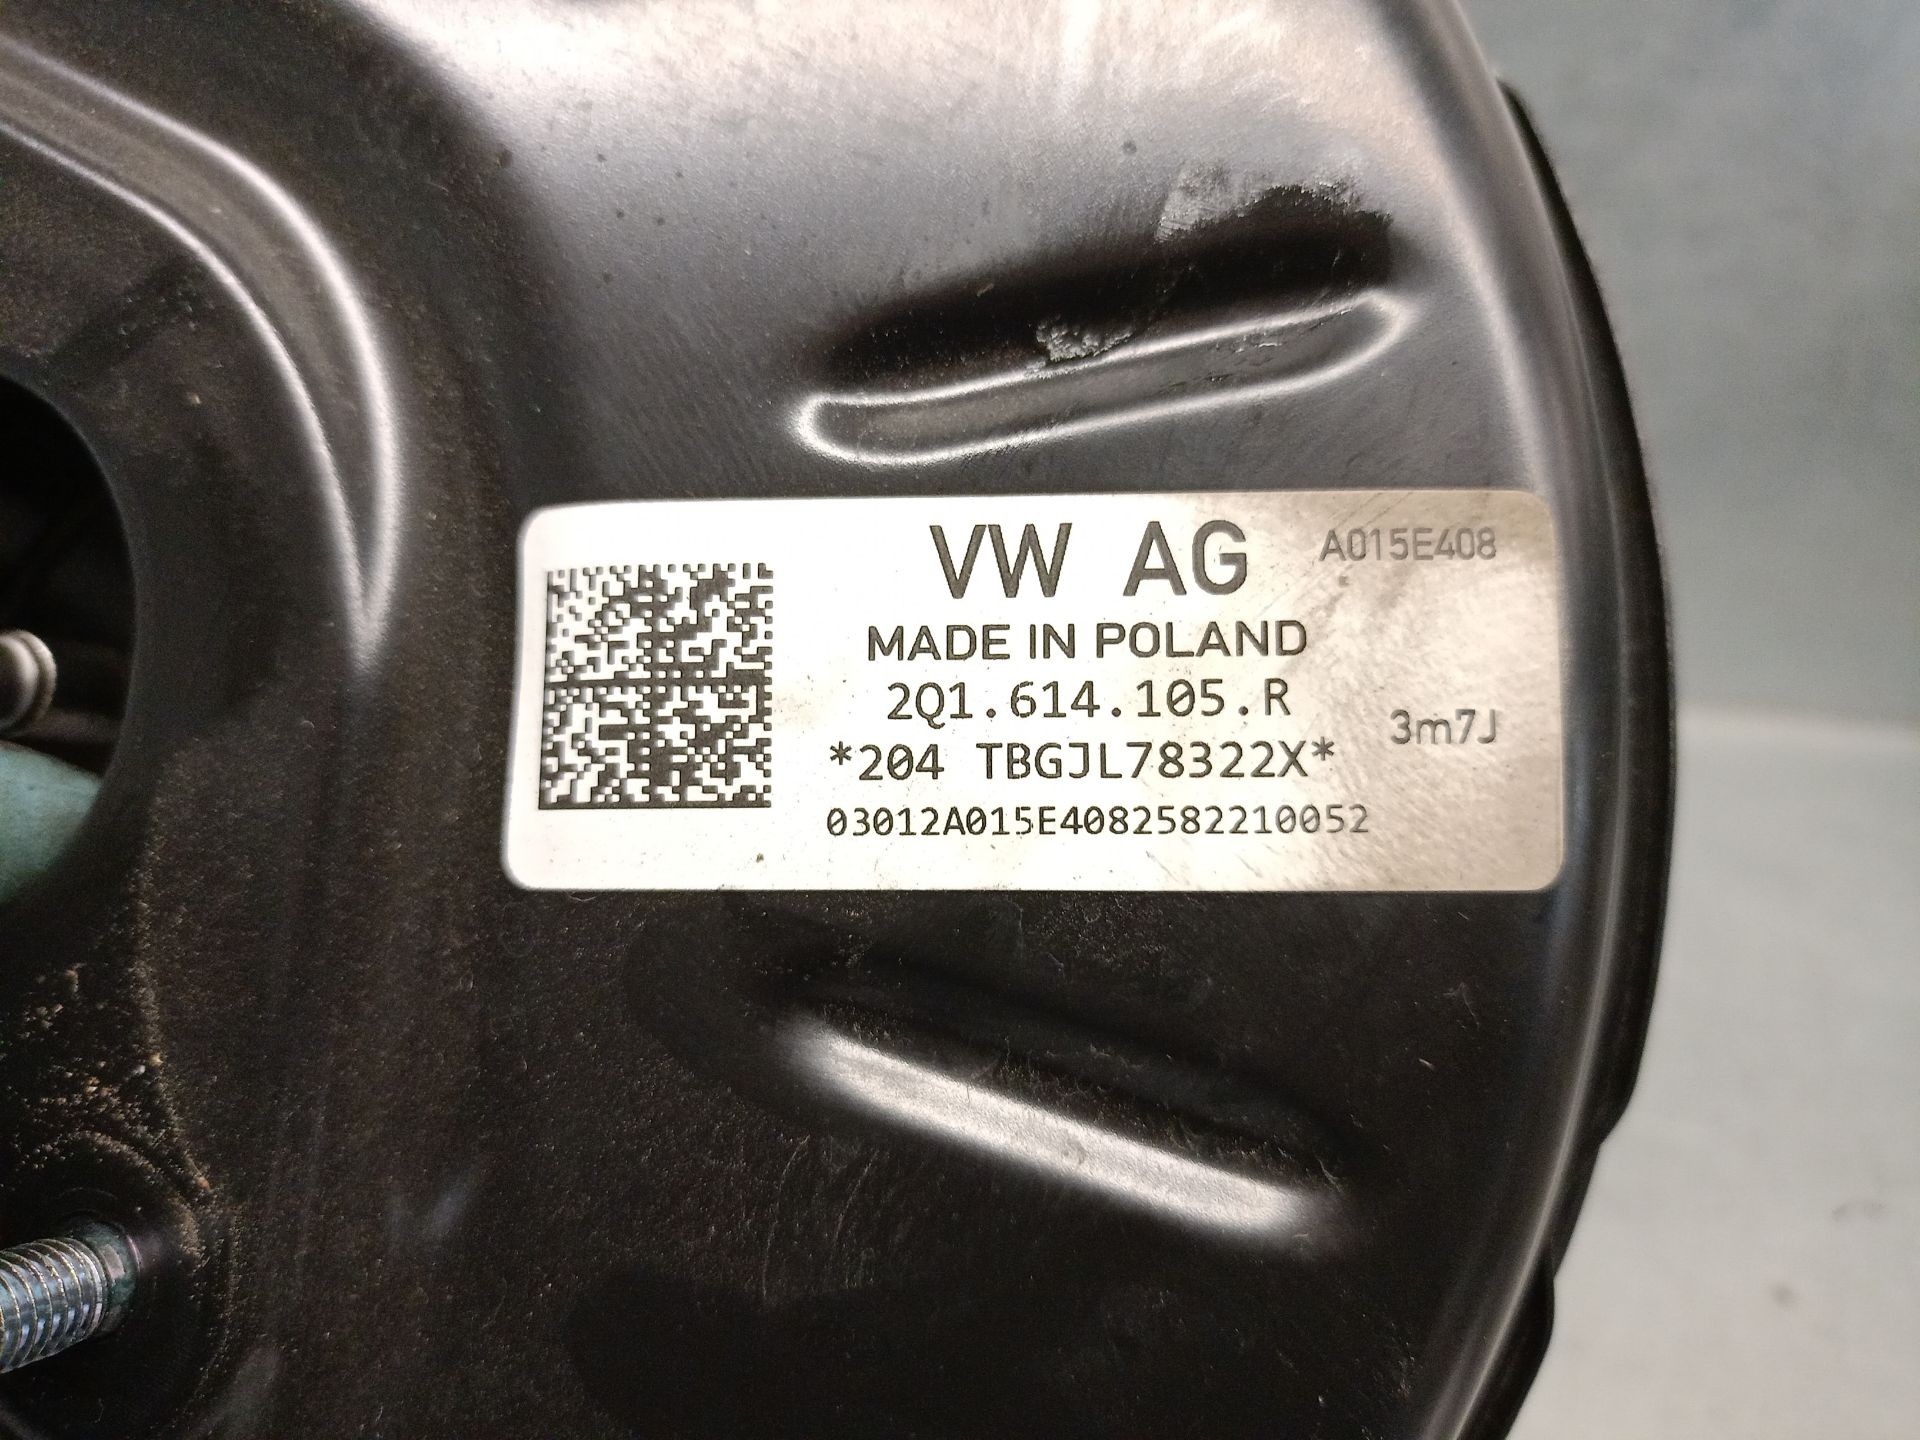 VW AG A015E408
MADE IN POLAND
2Q1.614.105.R
3m7J
*204 TBGJL78322X*
03012A015E4082582210052